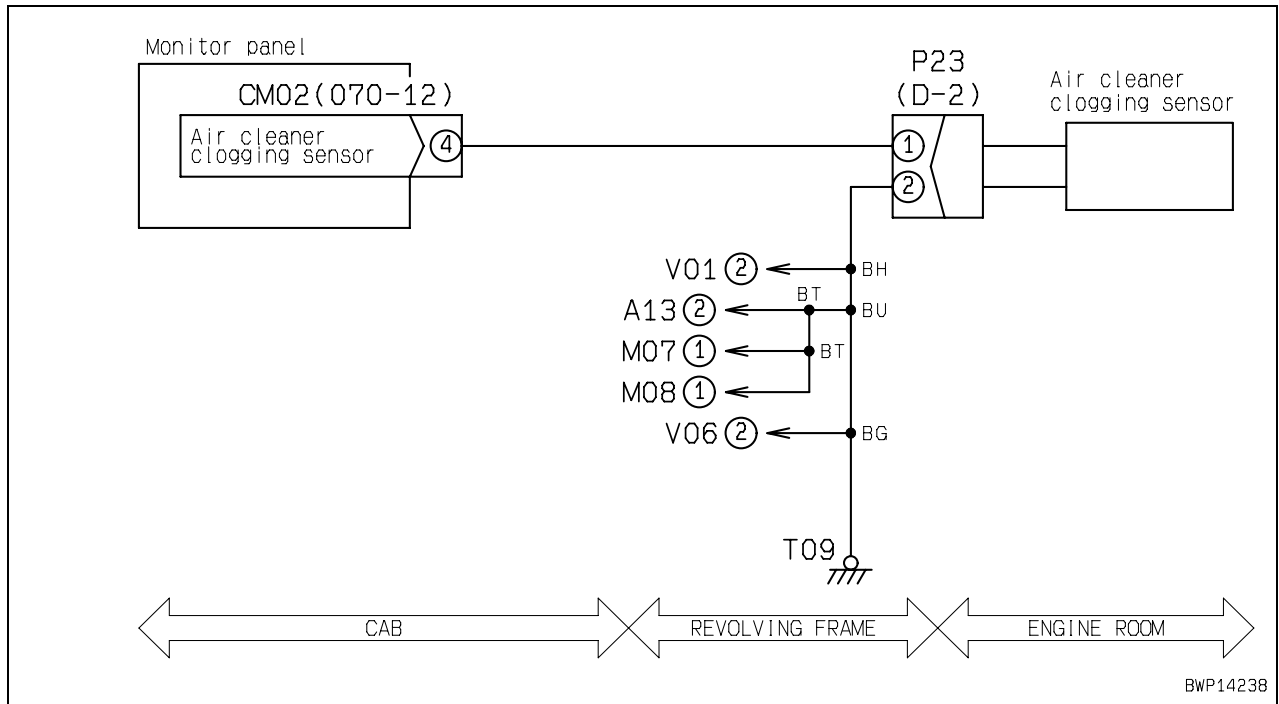 Monitor panel
CM02(070-12)
Air cleaner
clogging sensor
4
P23
(D-2)
1
2
Air cleaner
clogging sensor
V01 2
BH
BT
A13 2
BU
M07 1
BT
M08 1
V06 2
BG
T09
CAB
REVOLVING FRAME
ENGINE ROOM
BWP14238